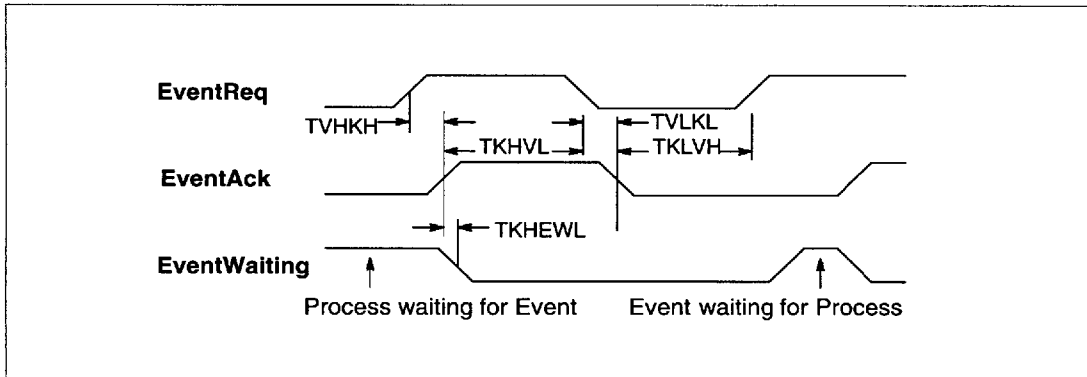 EventReq
TVHKH
TVLKL
TKHVL
TKLVH
EventAck
TKHEWL
EventWaiting
Process waiting for Event
Event waiting for Process